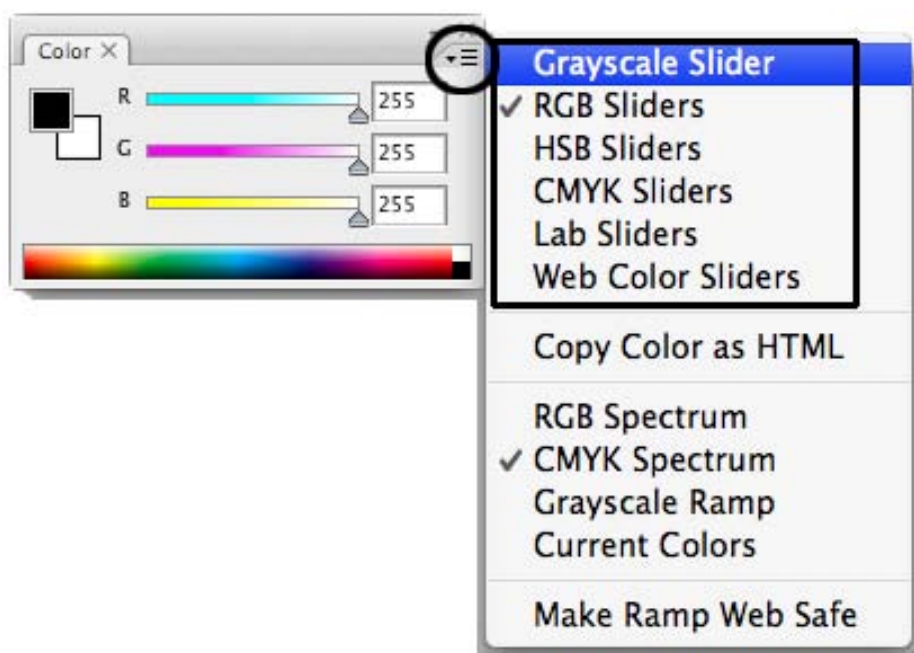 Color
R 255
G 255
B 255
Grayscale Slider
RGB Sliders
HSB Sliders
CMYK Sliders
Lab Sliders
Web Color Sliders
Copy Color as HTML
RGB Spectrum
CMYK Spectrum
Grayscale Ramp
Current Colors
Make Ramp Web Safe